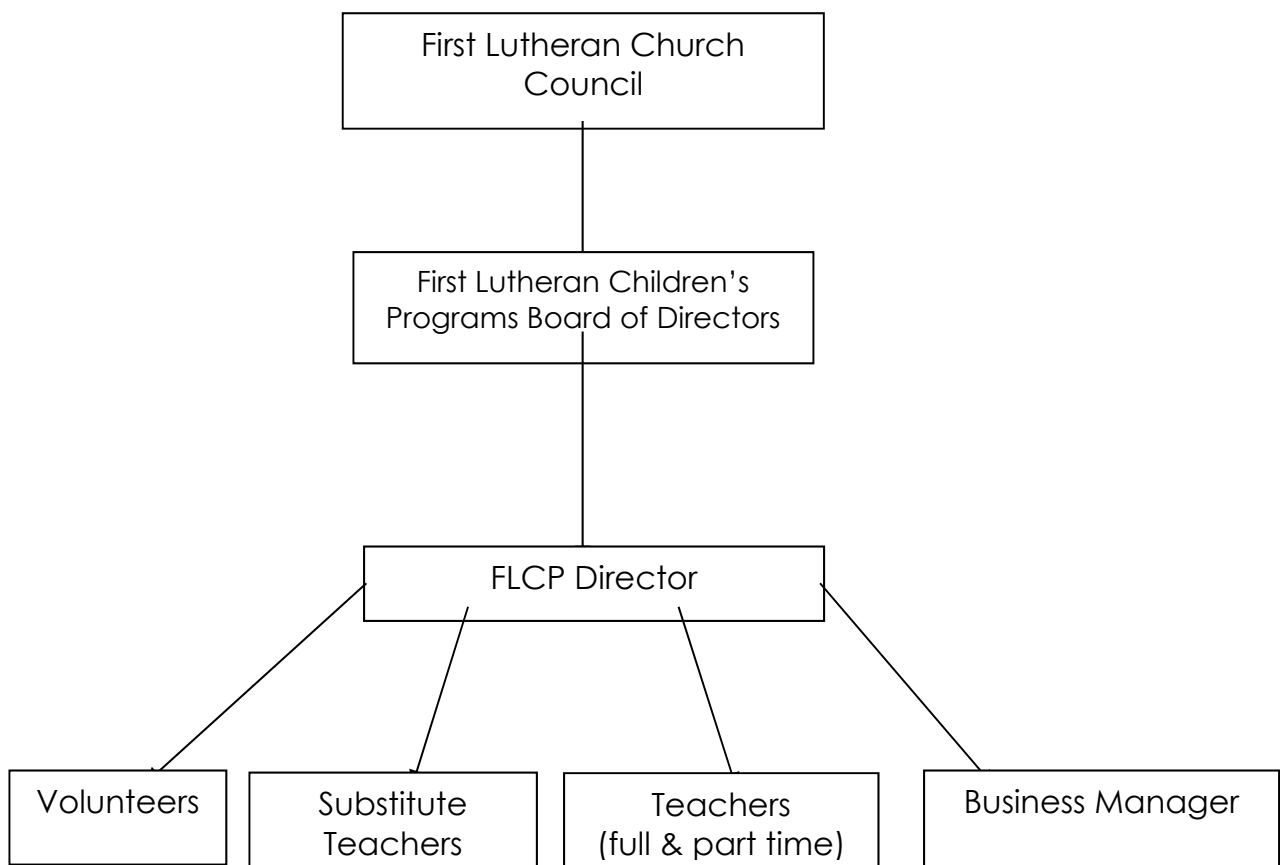 First Lutheran Church
Council
First Lutheran Children’s
Programs Board of Directors
FLCP Director
Volunteers
Substitute
Teachers
Teachers
(full & part time)
Business Manager